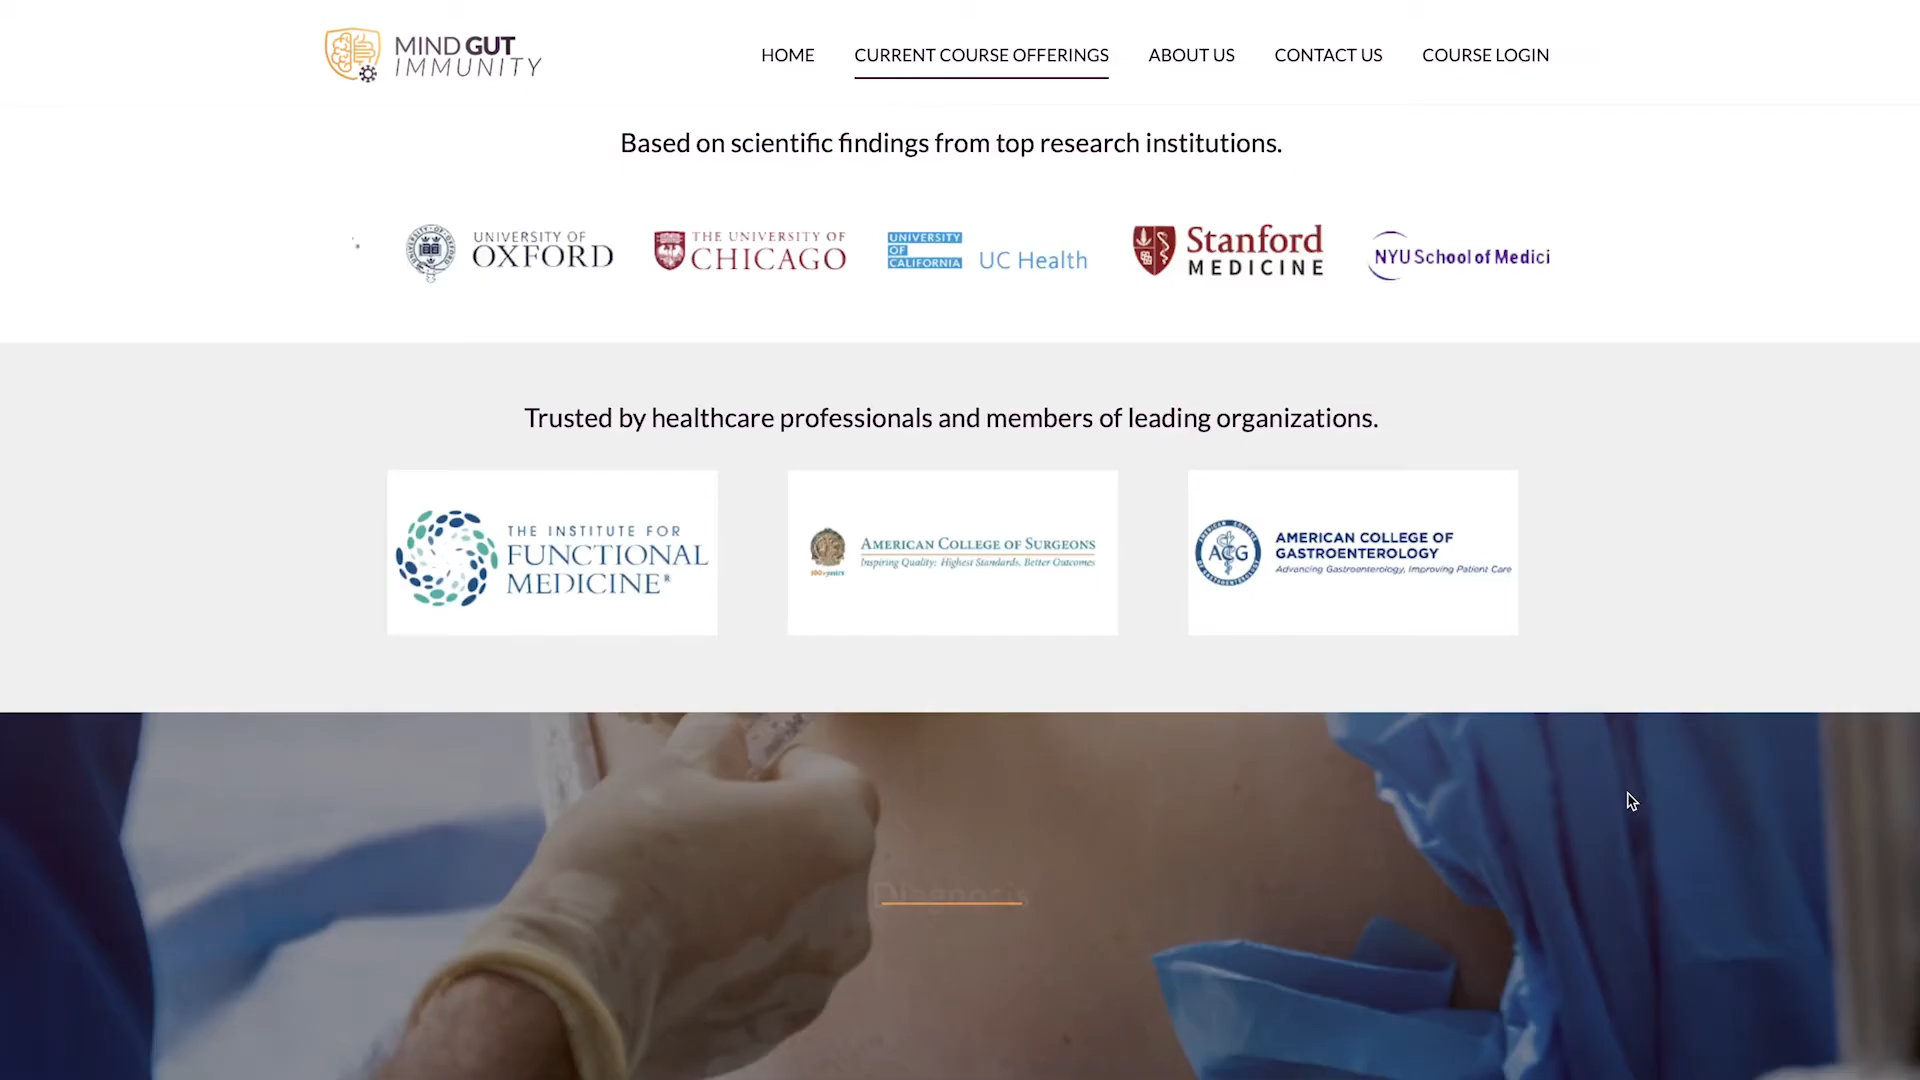 MIND GUT
IMMUNITY
HOME
CURRENT COURSE OFFERINGS
ABOUT US
CONTACT US
COURSE LOGIN
Based on scientific findings from top research institutions.
UNIVERSITY OF
OXFORD
THE UNIVERSITY OF
CHICAGO
UNIVERSITY
OF
CALIFORNIA
UC Health
Stanford
MEDICINE
NYU School of Medici
Trusted by healthcare professionals and members of leading organizations.
THE INSTITUTE FOR
FUNCTIONAL
MEDICINE®
100+years
AMERICAN COLLEGE OF SURGEONS
Inspiring Quality: Highest Standards, Better Outcomes
ACG
AMERICAN COLLEGE OF
GASTROENTEROLOGY
Advancing Gastroenterology, Improving Patient Care
Diagnosis